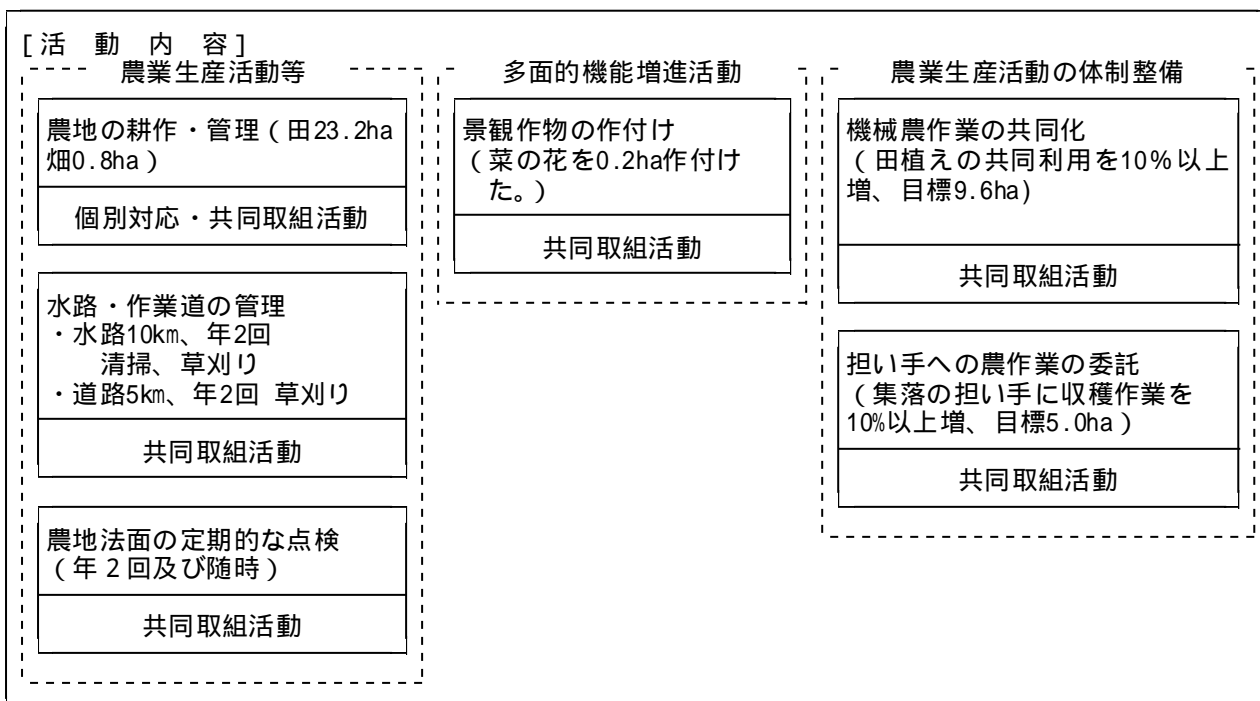 [活 動 内 容]
農業生産活動等
農地の耕作・管理(田23.2ha
畑0.8ha)
個別対応・共同取組活動
水路・作業道の管理
・水路10km、年2回
清掃、草刈り
・道路5km、年2回 草刈り
共同取組活動
農地法面の定期的な点検
(年2回及び随時)
共同取組活動
多面的機能増進活動
景観作物の作付け
(菜の花を0.2ha作付け
た。)
共同取組活動
農業生産活動の体制整備
機械農作業の共同化
(田植えの共同利用を10%以上
増、目標9.6ha)
共同取組活動
担い手への農作業の委託
(集落の担い手に収穫作業を
10%以上増、目標5.0ha)
共同取組活動